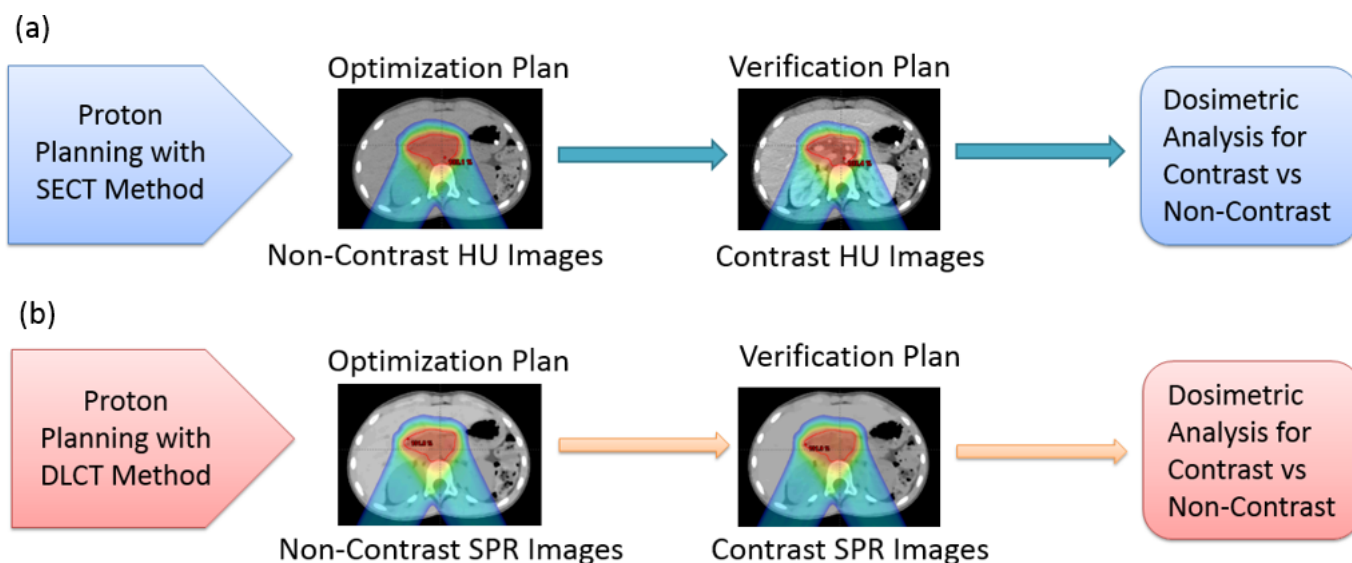 (a)
Proton
Planning with
SECT Method
Optimization Plan
Non-Contrast HU Images
Verification Plan
Contrast HU Images
Dosimetric
Analysis for
Contrast vs
Non-Contrast
(b)
Proton
Planning with
DLCT Method
Optimization Plan
Non-Contrast SPR Images
Verification Plan
Contrast SPR Images
Dosimetric
Analysis for
Contrast vs
Non-Contrast